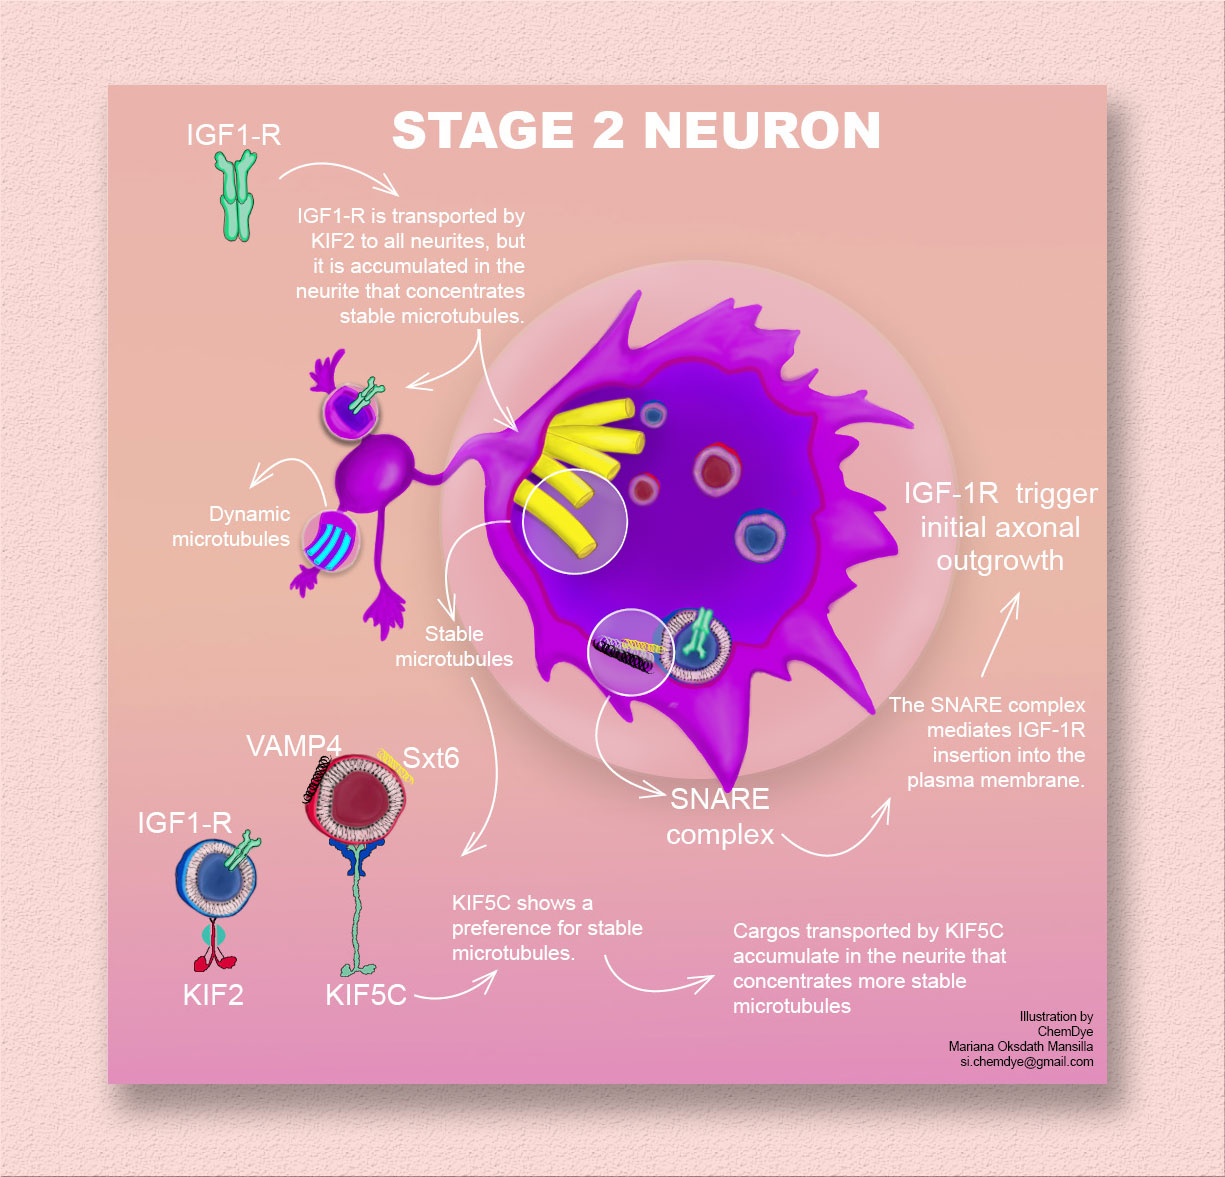 STAGE 2 NEURON
IGF1-R
IGF1-R is transported by
KIF2 to all neurites, but
it is accumulated in the
neurite that concentrates
stable microtubules.
Dynamic
microtubules
Stable
microtubules
IGF-1R trigger
initial axonal
outgrowth
The SNARE complex
mediates IGF-1R
insertion into the
plasma membrane.
SNARE
complex
VAMP4
Sxt6
IGF1-R
KIF2
KIF5C
KIF5C shows a
preference for stable
microtubules.
Cargos transported by KIF5C
accumulate in the neurite that
concentrates more stable
microtubules
Illustration by
ChemDye
Mariana Oksdath Mansilla
si.chemdye@gmail.com